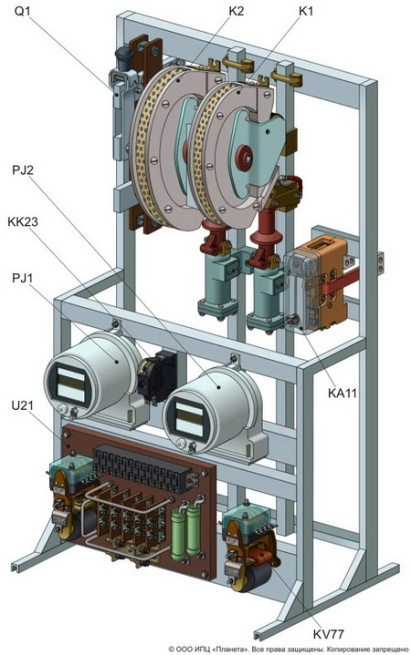 Q1
K2
K1
PJ2
KK23
PJ1
U21
KA11
KV77
© ООО ИПЦ «Планета». Все права защищены. Копирование запрещено